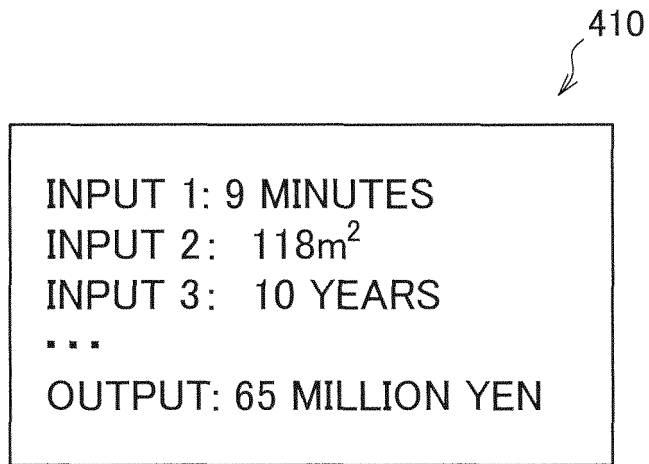 410
INPUT 1: 9 MINUTES
INPUT 2: 118m²
INPUT 3: 10 YEARS
...
OUTPUT: 65 MILLION YEN